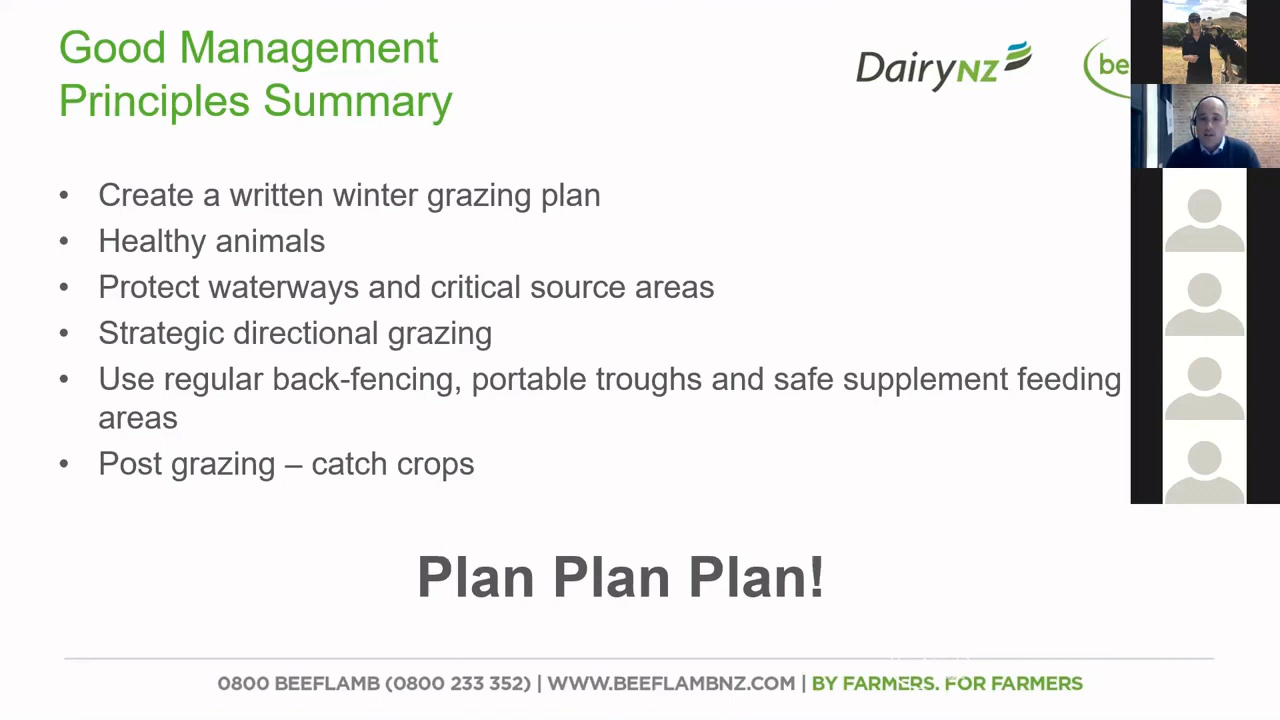 Good Management
Principles Summary
DairyNZ
be
• Create a written winter grazing plan
• Healthy animals
• Protect waterways and critical source areas
• Strategic directional grazing
• Use regular back-fencing, portable troughs and safe supplement feeding
areas
• Post grazing – catch crops
Plan Plan Plan!
0800 BEEFLAMB (0800 233 352) | WWW.BEEFLAMBNZ.COM | BY FARMERS. FOR FARMERS